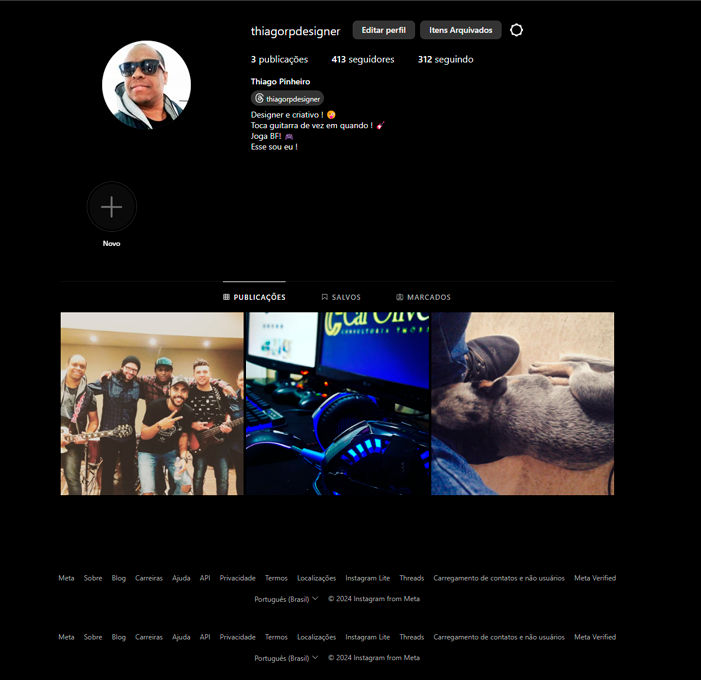 thiagorpdesigner Editar perfil Itens Arquivados
3 publicações 413 seguidores 312 seguindo
Thiago Pinheiro
thiagorpdesigner
Designer e criativo ! 🥵
Toca guitarra de vez em quando ! 🎸
Joga BF! 🎮
Esse sou eu !
Novo
PUBLICAÇÕES SALVOS MARCADOS
Meta Sobre Blog Carreiras Ajuda API Privacidade Termos Localizações Instagram Lite Threads Carregamento de contatos e não usuários Meta Verified
Português (Brasil) © 2024 Instagram from Meta
Meta Sobre Blog Carreiras Ajuda API Privacidade Termos Localizações Instagram Lite Threads Carregamento de contatos e não usuários Meta Verified
Português (Brasil) © 2024 Instagram from Meta